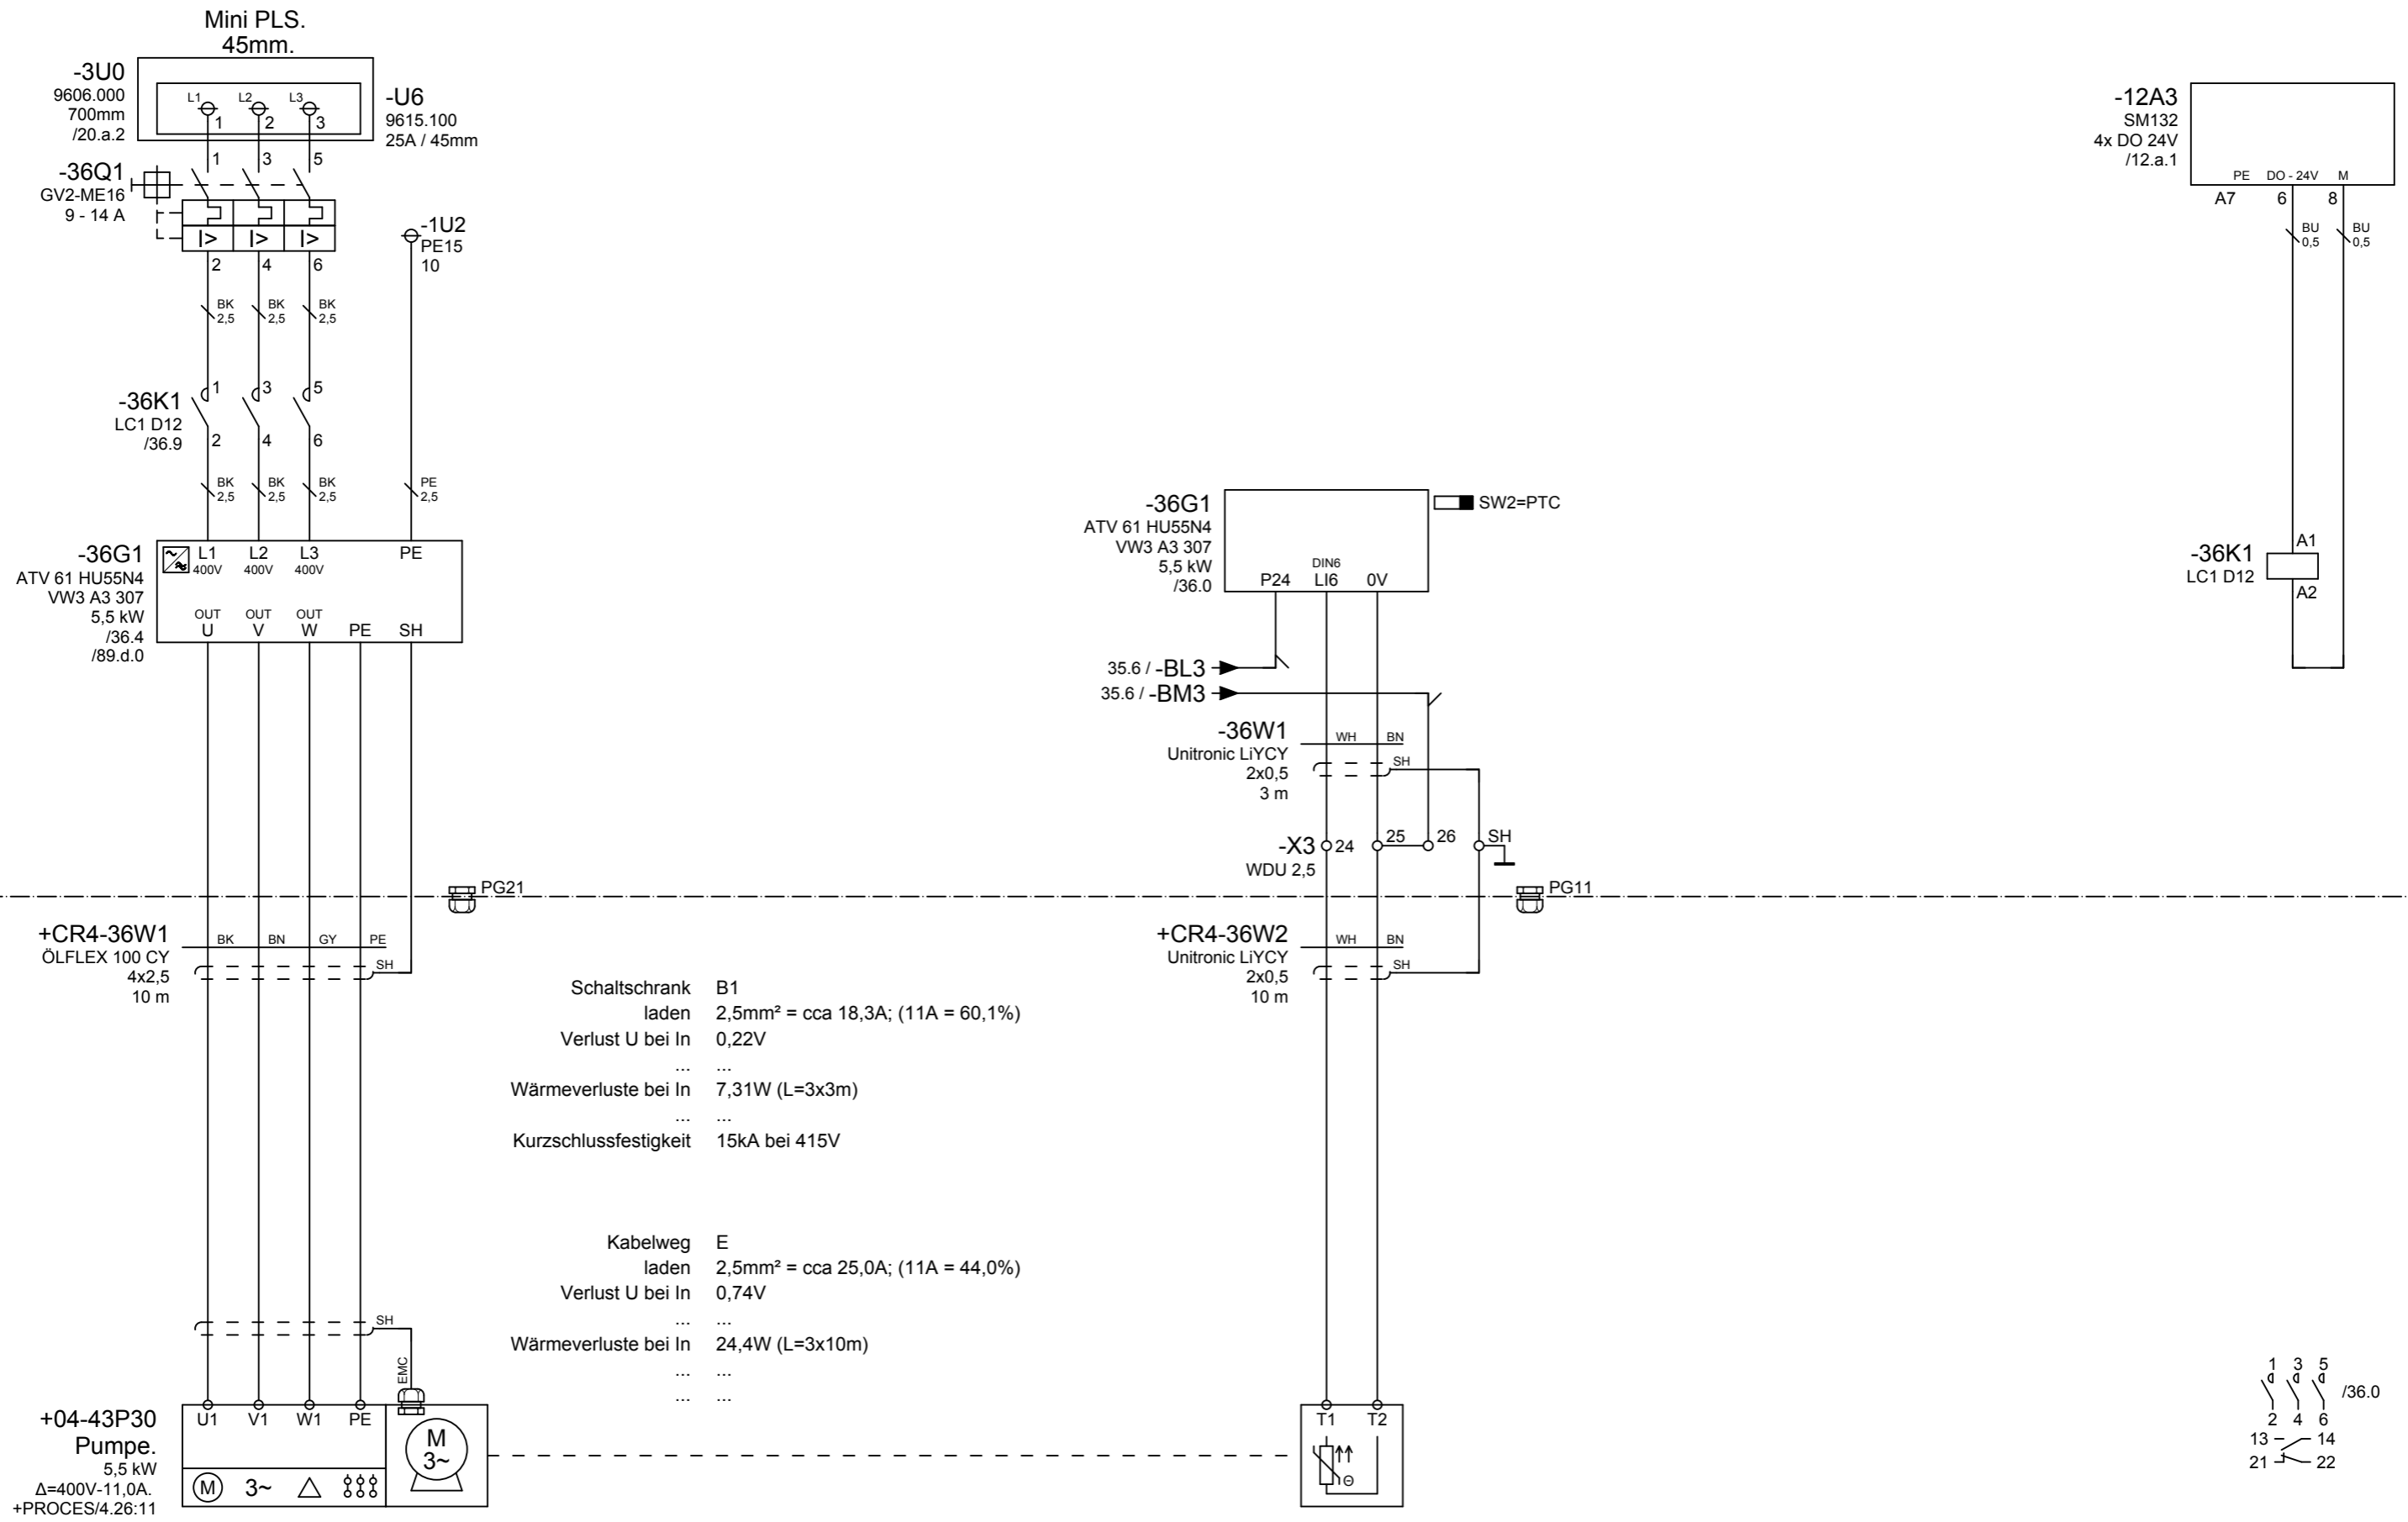 Mini PLS.
45mm.
-3U0
9606.000
700mm
/20.a.2
L1 L2 L3
1 2 3
-U6
9615.100
25A / 45mm
-36Q1
GV2-ME16
9 - 14 A
1 3 5
I> I> I>
2 4 6
-1U2
PE15
10
BK 2,5 BK 2,5 BK 2,5
-36K1
LC1 D12
/36.9
1 3 5
2 4 6
BK 2,5 BK 2,5 BK 2,5 PE 2,5
-36G1
ATV 61 HU55N4
VW3 A3 307
5,5 kW
/36.4
/89.d.0
L1 L2 L3 PE
400V 400V 400V
OUT OUT OUT
U V W PE SH
PG21
+CR4-36W1
ÖLFLEX 100 CY
4x2,5
10 m
BK BN GY PE
SH
Schaltschrank B1
laden 2,5mm² = cca 18,3A; (11A = 60,1%)
Verlust U bei In 0,22V
... ...
Wärmeverluste bei In 7,31W (L=3x3m)
... ...
Kurzschlussfestigkeit 15kA bei 415V
Kabelweg E
laden 2,5mm² = cca 25,0A; (11A = 44,0%)
Verlust U bei In 0,74V
... ...
Wärmeverluste bei In 24,4W (L=3x10m)
... ...
... ...
SH
EMC
+04-43P30
Pumpe.
5,5 kW
Δ=400V-11,0A.
+PROCES/4.26:11
U1 V1 W1 PE
M 3~
M
3~
-36G1
ATV 61 HU55N4
VW3 A3 307
5,5 kW
/36.0
SW2=PTC
DIN6
P24 LI6 0V
35.6 / -BL3
35.6 / -BM3
-36W1
Unitronic LiYCY
2x0,5
3 m
WH BN
SH
-X3
WDU 2,5
24 25 26 SH
PG11
+CR4-36W2
Unitronic LiYCY
2x0,5
10 m
WH BN
SH
T1 T2
Θ
-12A3
SM132
4x DO 24V
/12.a.1
PE DO - 24V M
A7 6 8
BU 0,5 BU 0,5
-36K1
LC1 D12
A1
A2
1 3 5
/36.0
2 4 6
13 14
21 22